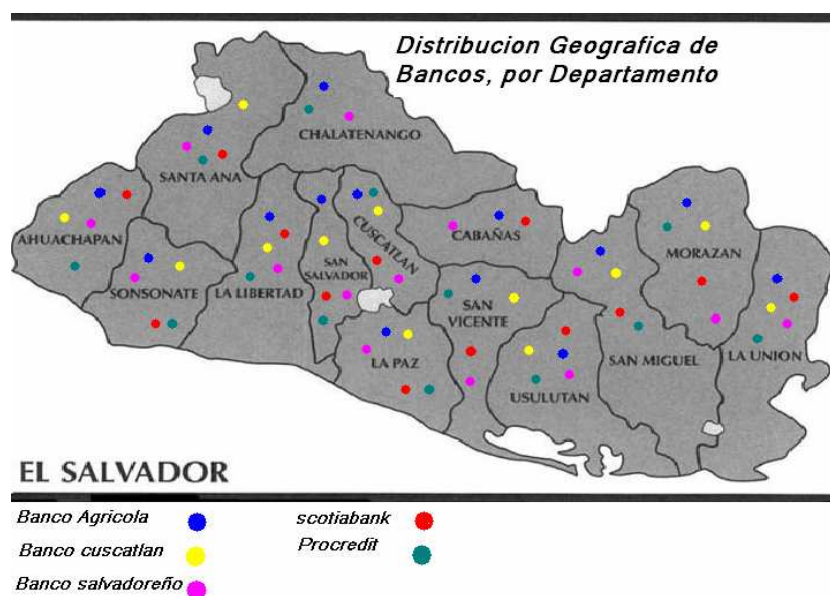 Distribucion Geografica de
Bancos, por Departamento
CHALATENANGO
SANTA ANA
AHUACHAPAN
CUSCATLAN
CABAÑAS
MORAZAN
SONSONATE
LA LIBERTAD
SAN
SALVADOR
SAN
VICENTE
LA PAZ
USULUTAN
SAN MIGUEL
LA UNION
EL SALVADOR
Banco Agricola
scotiabank
Banco cuscatlan
Procredit
Banco salvadoreño